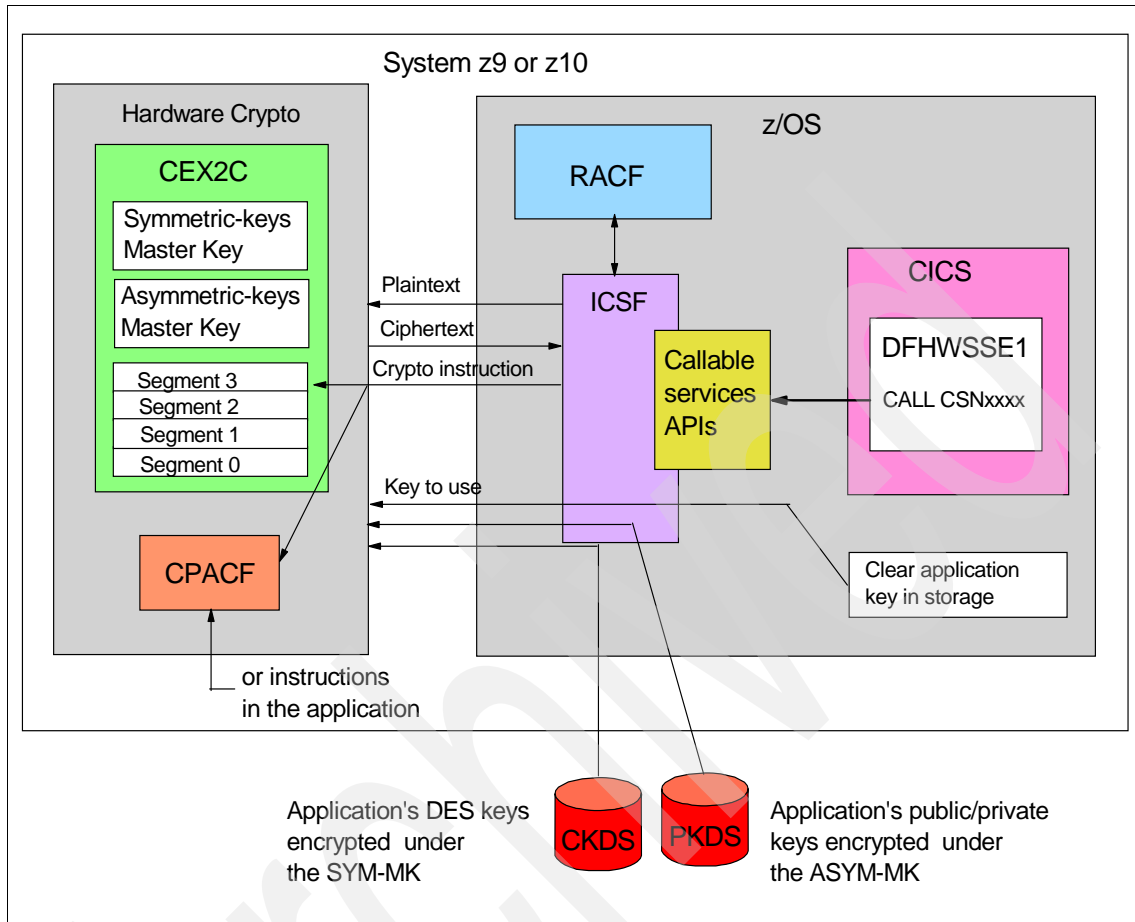 System z9 or z10
Hardware Crypto
CEX2C
Symmetric-keys
Master Key
Asymmetric-keys
Master Key
Segment 3
Segment 2
Segment 1
Segment 0
CPACF
or instructions
in the application
Plaintext
Ciphertext
Crypto instruction
Key to use
z/OS
RACF
ICSF
Callable
services
APIs
CICS
DFHWSSE1
CALL CSNxxxx
Clear application
key in storage
Application's DES keys
encrypted under
the SYM-MK
CKDS
PKDS
Application's public/private
keys encrypted under
the ASYM-MK